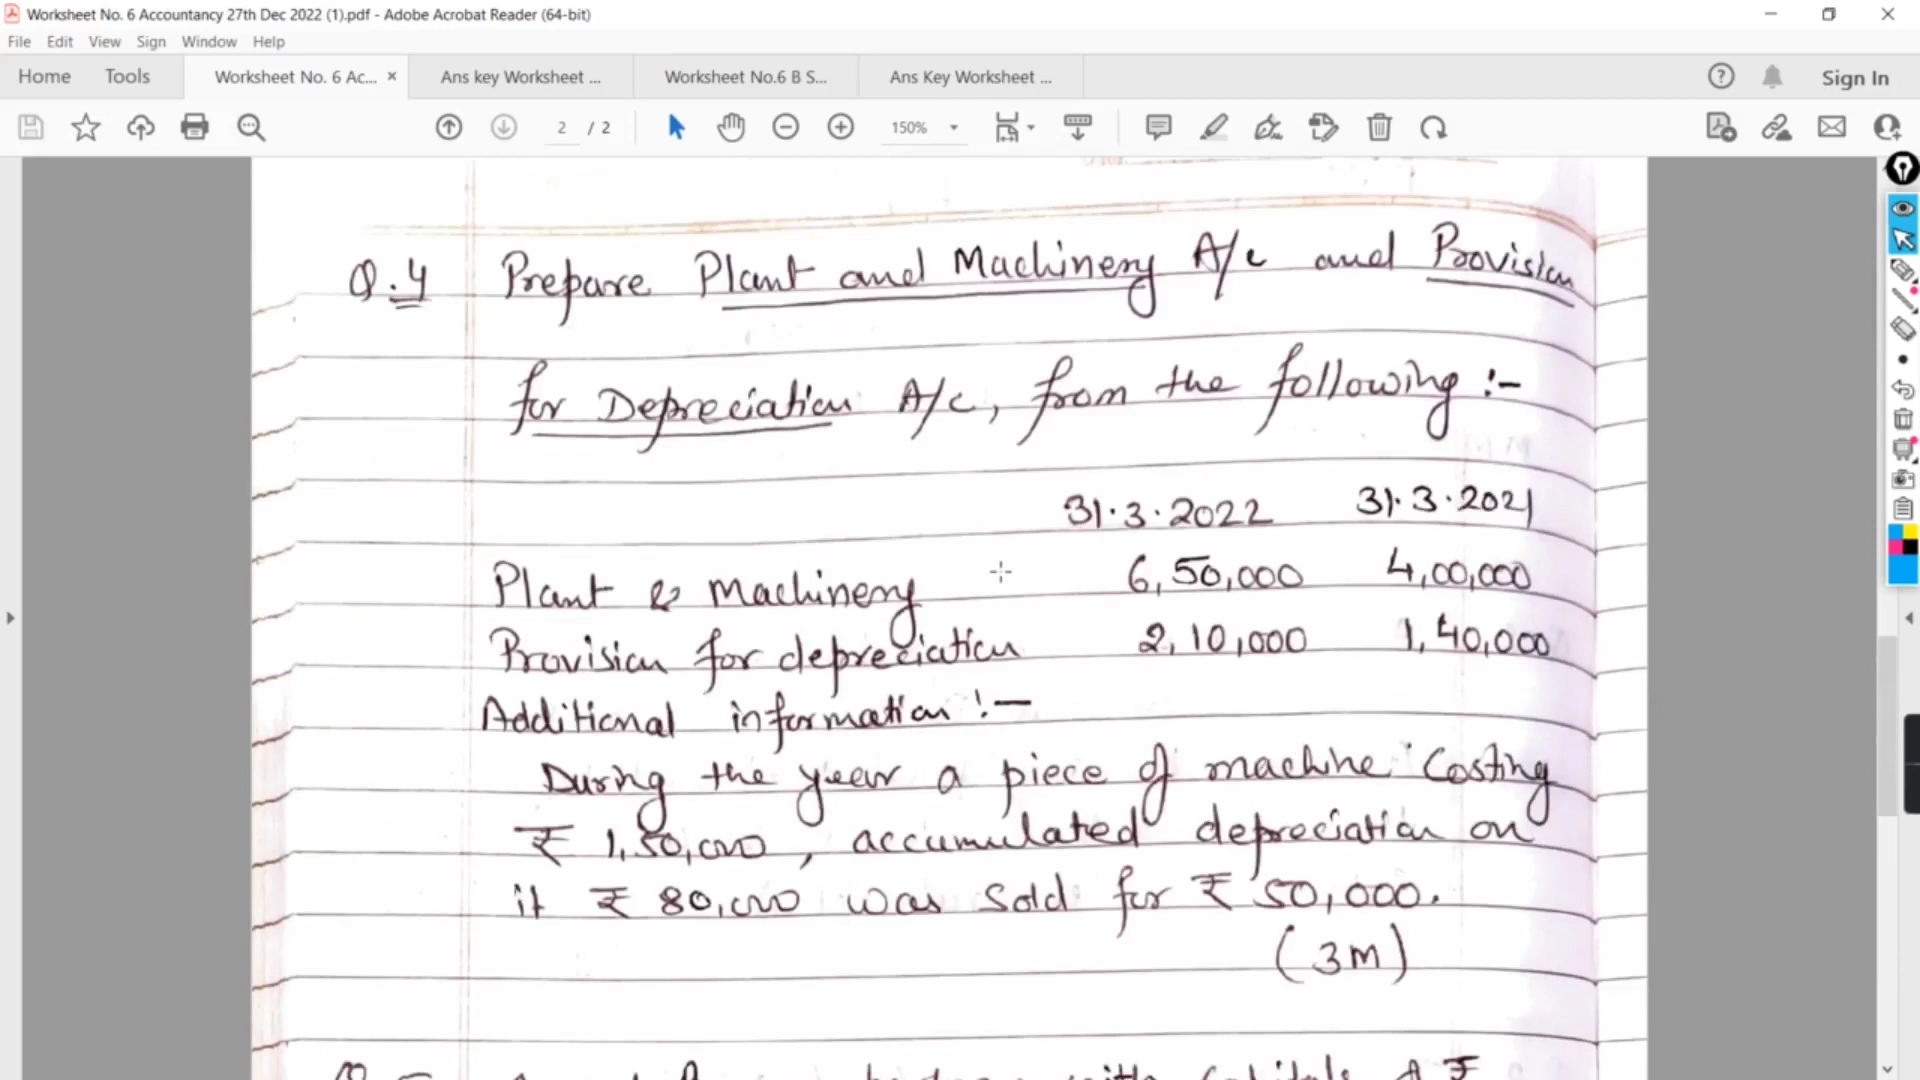 Worksheet No. 6 Accountancy 27th Dec 2022 (1).pdf - Adobe Acrobat Reader (64-bit)
File Edit View Sign Window Help
Home Tools Worksheet No. 6 Ac... × Ans key Worksheet ... Worksheet No.6 B S... Ans Key Worksheet ... Sign In
2 / 2 150%
Q.4 Prepare Plant and Machinery A/c and Provision
for Depreciation A/c, from the following :-
31.3.2022 31.3.2021
Plant & Machinery 6,50,000 4,00,000
Provision for depreciation 2,10,000 1,40,000
Additional information :-
During the year a piece of machine Costing
₹ 1,50,000, accumulated depreciation on
it ₹ 80,000 was sold for ₹ 50,000.
(3M)